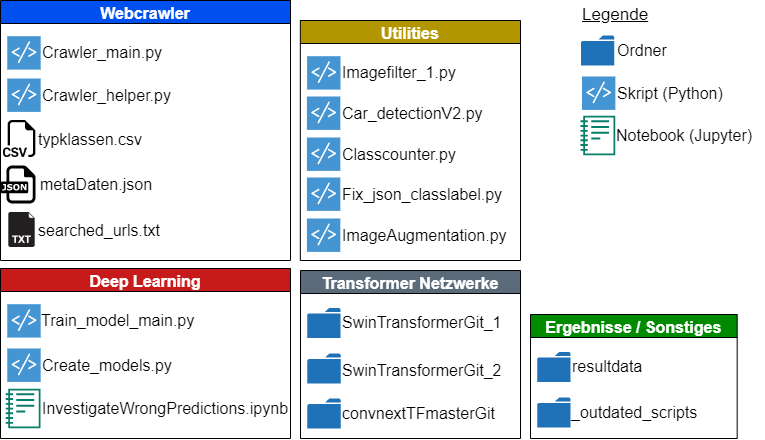 Webcrawler
</> Crawler_main.py
</> Crawler_helper.py
CSV typklassen.csv
JSON metaDaten.json
TXT searched_urls.txt
Utilities
</> Imagefilter_1.py
</> Car_detectionV2.py
</> Classcounter.py
</> Fix_json_classlabel.py
</> ImageAugmentation.py
Legende
Ordner
</> Skript (Python)
Notebook (Jupyter)
Deep Learning
</> Train_model_main.py
</> Create_models.py
InvestigateWrongPredictions.ipynb
Transformer Netzwerke
SwinTransformerGit_1
SwinTransformerGit_2
convnextTFmasterGit
Ergebnisse / Sonstiges
resultdata
_outdated_scripts